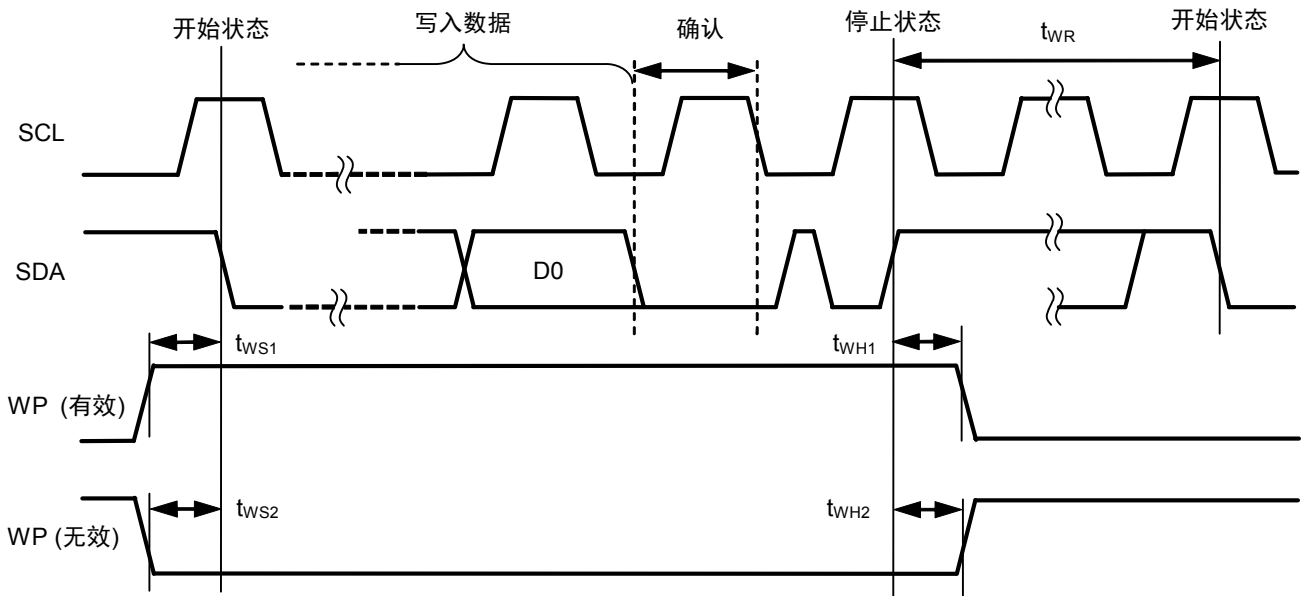 开始状态
写入数据
确认
停止状态
tWR
开始状态
SCL
SDA
D0
tWS1
tWH1
WP (有效)
tWS2
tWH2
WP (无效)